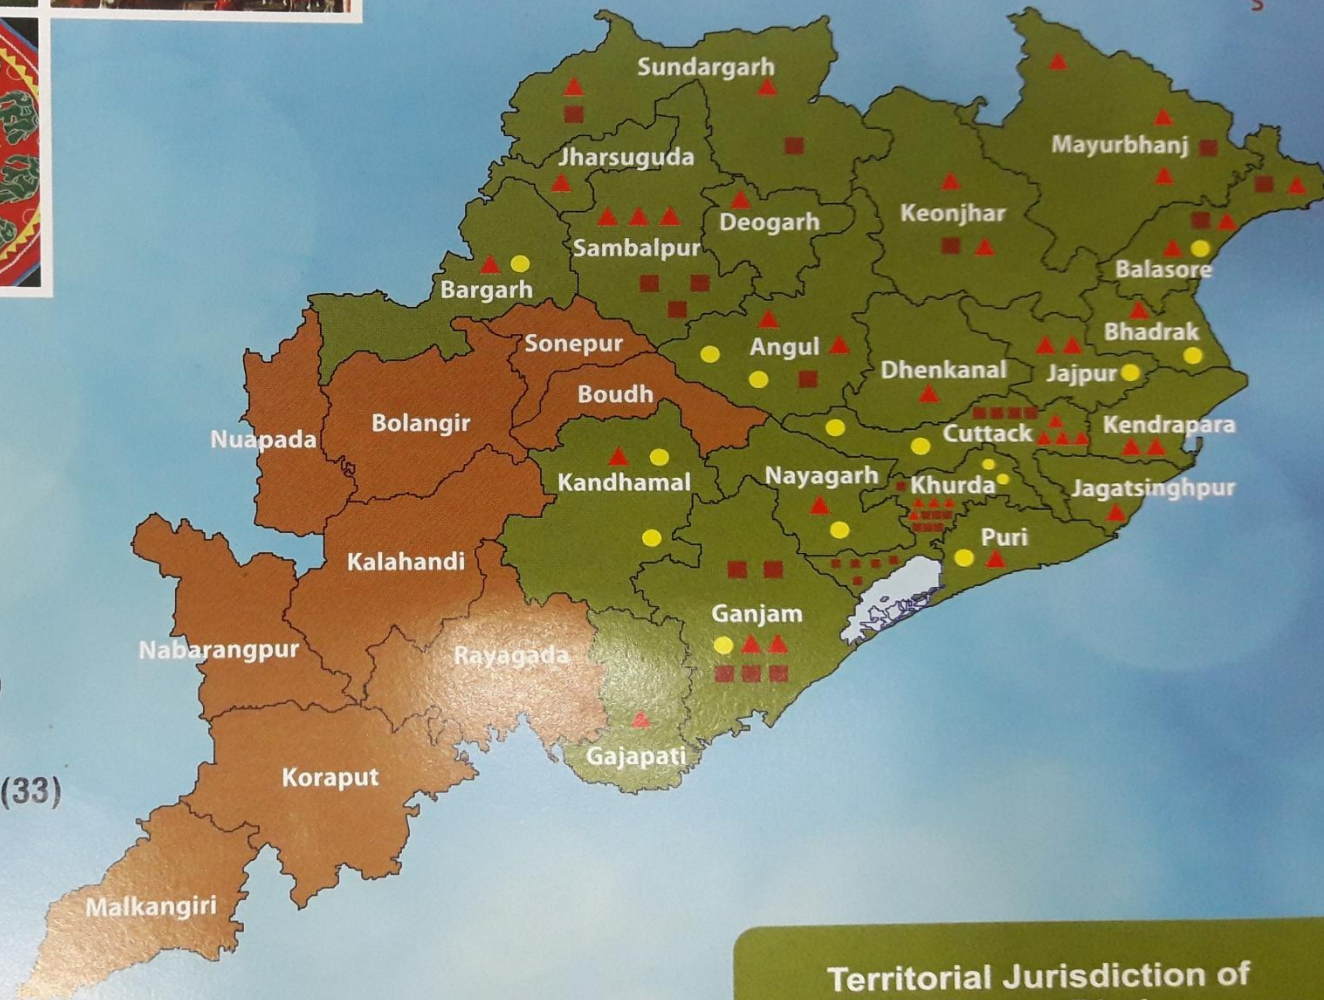 S
Sundargarh
Mayurbhanj
Jharsuguda
Keonjhar
Deogarh
Sambalpur
Balasore
Bargarh
Bhadrak
Sonepur
Angul
Dhenkanal
Jajpur
Boudh
Bolangir
Kendrapara
Cuttack
Nuapada
Nayagarh
Kandhamal
Khurda
Jagatsinghpur
Puri
Kalahandi
Ganjam
Nabarangpur
Rayagada
Gajapati
Koraput
(33)
Malkangiri
Territorial Jurisdiction of